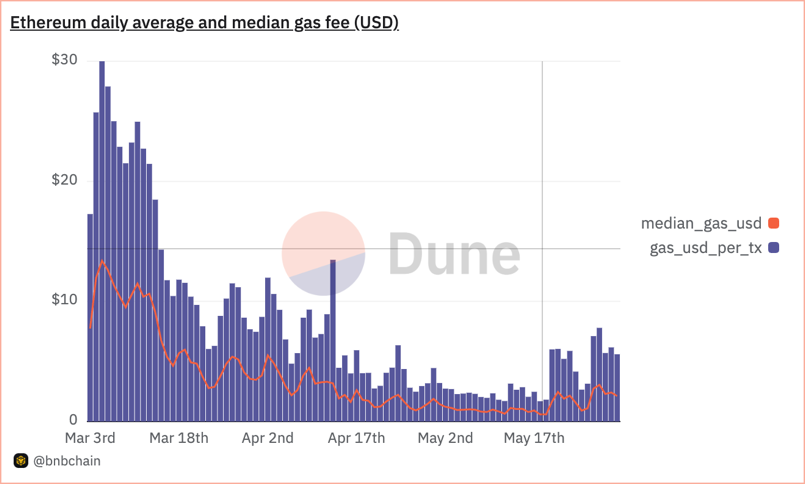 Ethereum daily average and median gas fee (USD)
$30
$20
$10
0
Mar 3rd
Mar 18th
Apr 2nd
Apr 17th
May 2nd
May 17th
Dune
median_gas_usd
gas_usd_per_tx
@bnbchain